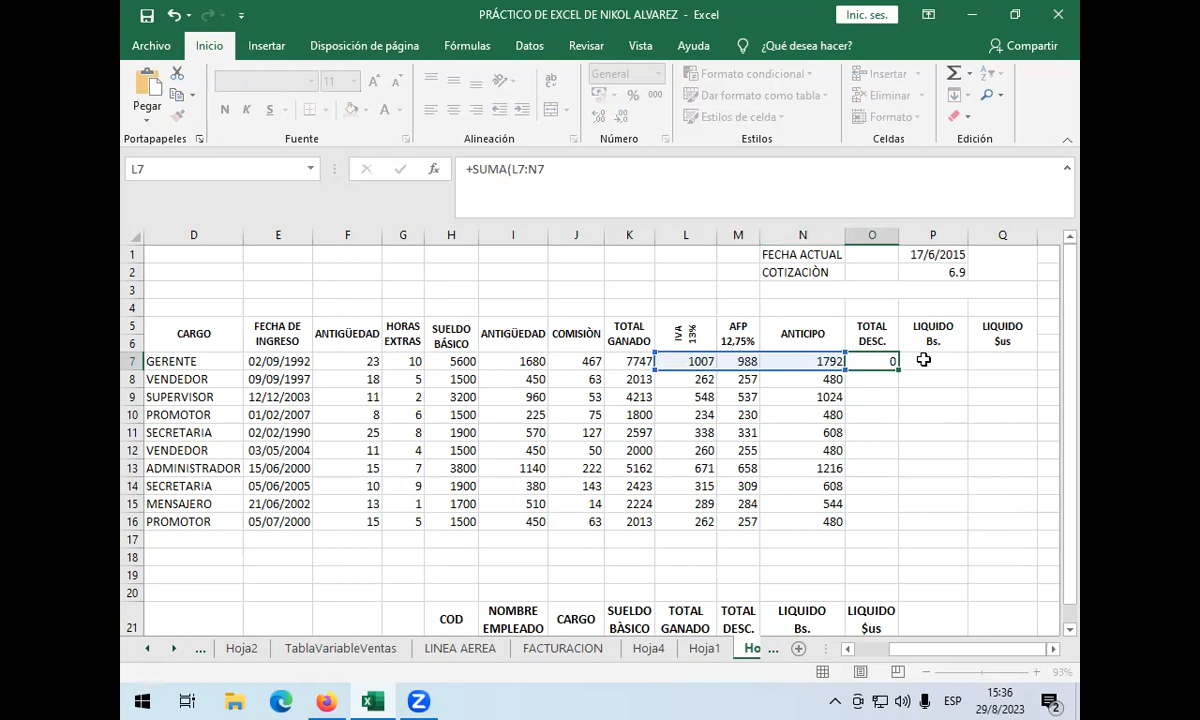 PRÁCTICO DE EXCEL DE NIKOL ALVAREZ - Excel
Inic. ses.
Archivo Inicio Insertar Disposición de página Fórmulas Datos Revisar Vista Ayuda ¿Qué desea hacer? Compartir
Pegar
11
N K S
General
% 000
Formato condicional
Dar formato como tabla
Estilos de celda
Insertar
Eliminar
Formato
Portapapeles Fuente Alineación Número Estilos Celdas Edición
L7 fx +SUMA(L7:N7
D E F G H I J K L M N O P Q
1 FECHA ACTUAL 17/6/2015
2 COTIZACIÒN 6.9
3
4
5 CARGO FECHA DE INGRESO ANTIGÜEDAD HORAS EXTRAS SUELDO BÁSICO ANTIGÜEDAD COMISIÒN TOTAL GANADO IVA 13% AFP 12,75% ANTICIPO TOTAL DESC. LIQUIDO Bs. LIQUIDO $us
6
7 GERENTE 02/09/1992 23 10 5600 1680 467 7747 1007 988 1792 0
8 VENDEDOR 09/09/1997 18 5 1500 450 63 2013 262 257 480
9 SUPERVISOR 12/12/2003 11 2 3200 960 53 4213 548 537 1024
10 PROMOTOR 01/02/2007 8 6 1500 225 75 1800 234 230 480
11 SECRETARIA 02/02/1990 25 8 1900 570 127 2597 338 331 608
12 VENDEDOR 03/05/2004 11 4 1500 450 50 2000 260 255 480
13 ADMINISTRADOR 15/06/2000 15 7 3800 1140 222 5162 671 658 1216
14 SECRETARIA 05/06/2005 10 9 1900 380 143 2423 315 309 608
15 MENSAJERO 21/06/2002 13 1 1700 510 14 2224 289 284 544
16 PROMOTOR 05/07/2000 15 5 1500 450 63 2013 262 257 480
17
18
19
20
21 COD NOMBRE EMPLEADO CARGO SUELDO BÀSICO TOTAL GANADO TOTAL DESC. LIQUIDO Bs. LIQUIDO $us
... Hoja2 TablaVariableVentas LINEA AEREA FACTURACION Hoja4 Hoja1 Ho ...
93%
ESP
15:36
29/8/2023
2